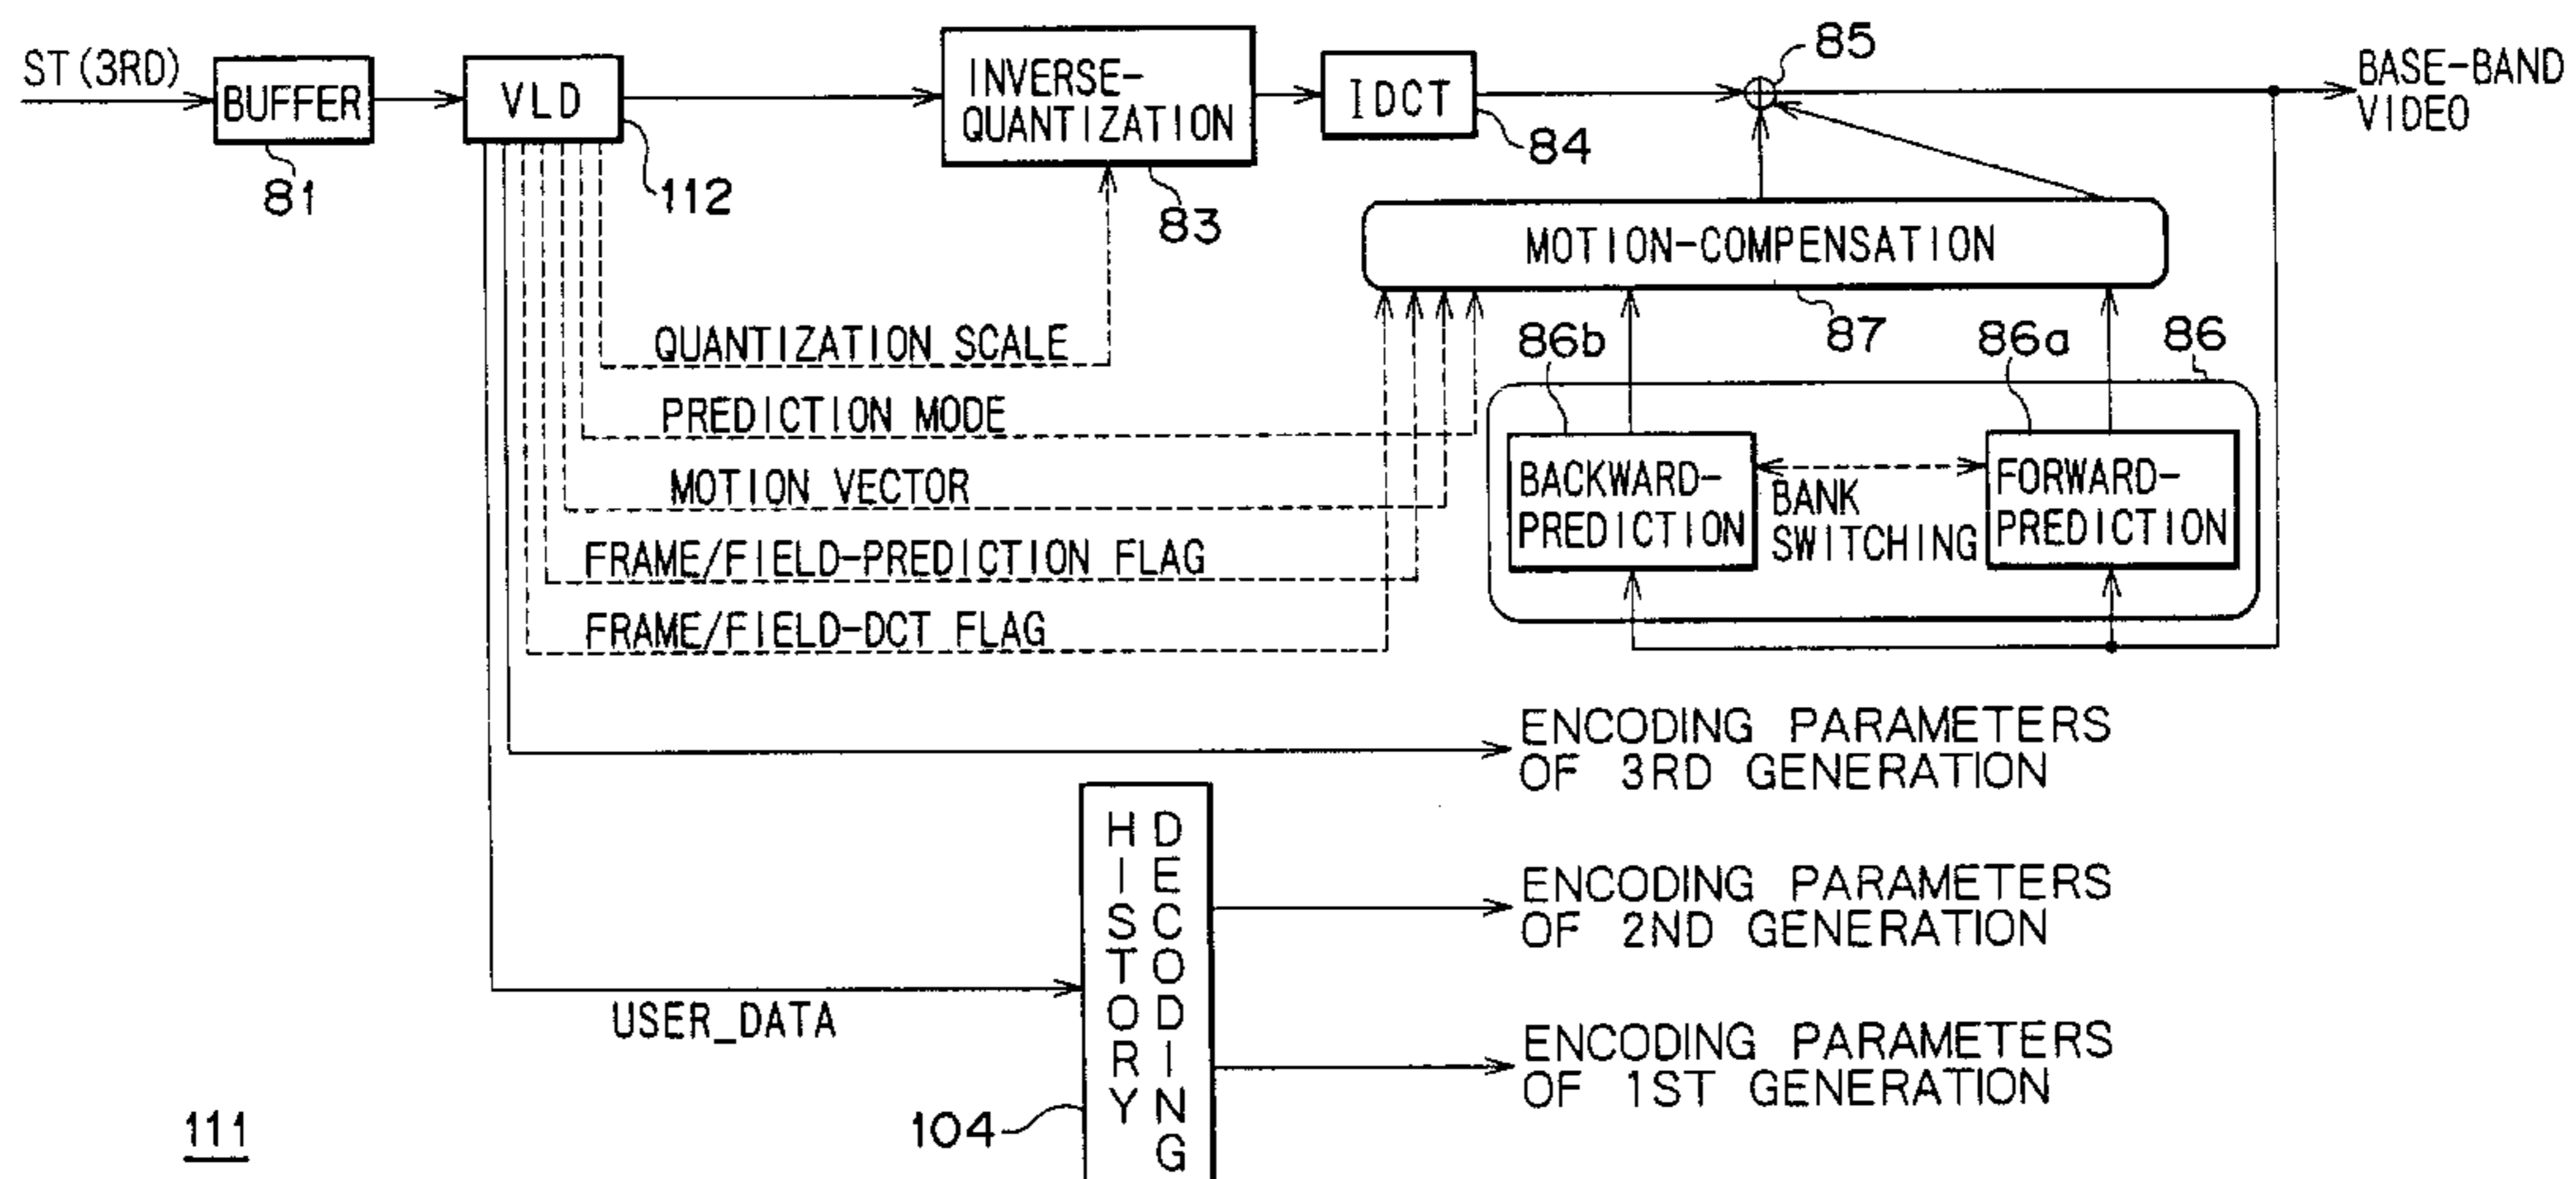 ST(3RD)
BUFFER
81
VLD
112
INVERSE-
QUANTIZATION
83
IDCT
84
85
BASE-BAND
VIDEO
MOTION-COMPENSATION
87
86b
86a
86
BACKWARD-
PREDICTION
BANK
SWITCHING
FORWARD-
PREDICTION
QUANTIZATION SCALE
PREDICTION MODE
MOTION VECTOR
FRAME/FIELD-PREDICTION FLAG
FRAME/FIELD-DCT FLAG
ENCODING PARAMETERS
OF 3RD GENERATION
HISTORY
DECODING
104
ENCODING PARAMETERS
OF 2ND GENERATION
USER_DATA
ENCODING PARAMETERS
OF 1ST GENERATION
111